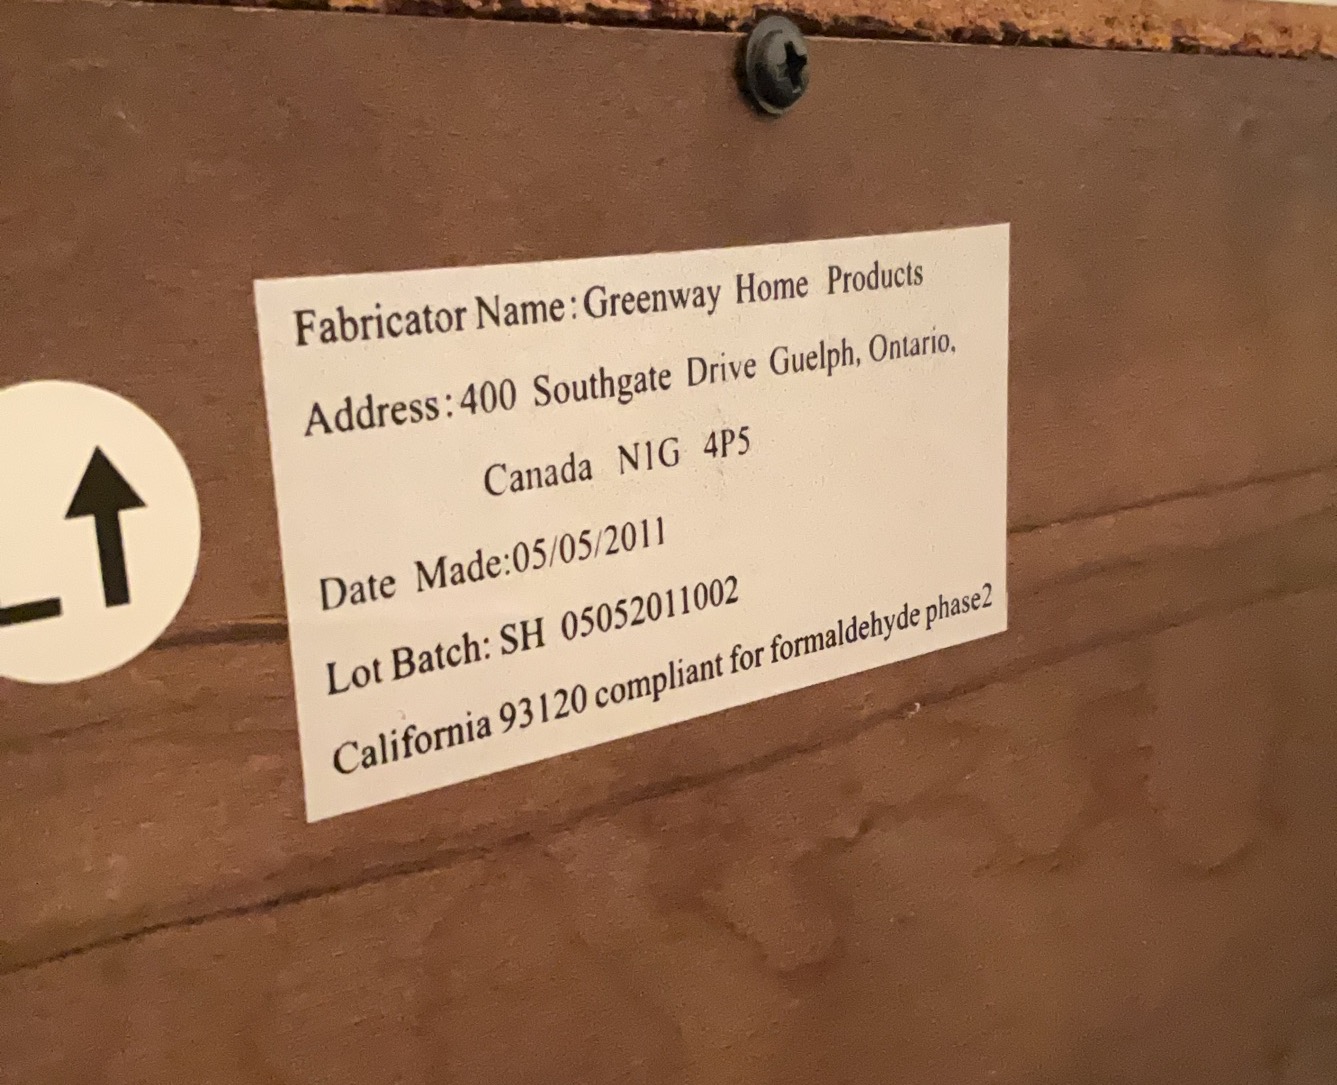 Fabricator Name: Greenway Home Products
Address: 400 Southgate Drive Guelph, Ontario,
Canada N1G 4P5
Date Made:05/05/2011
Lot Batch: SH 05052011002
California 93120 compliant for formaldehyde phase2